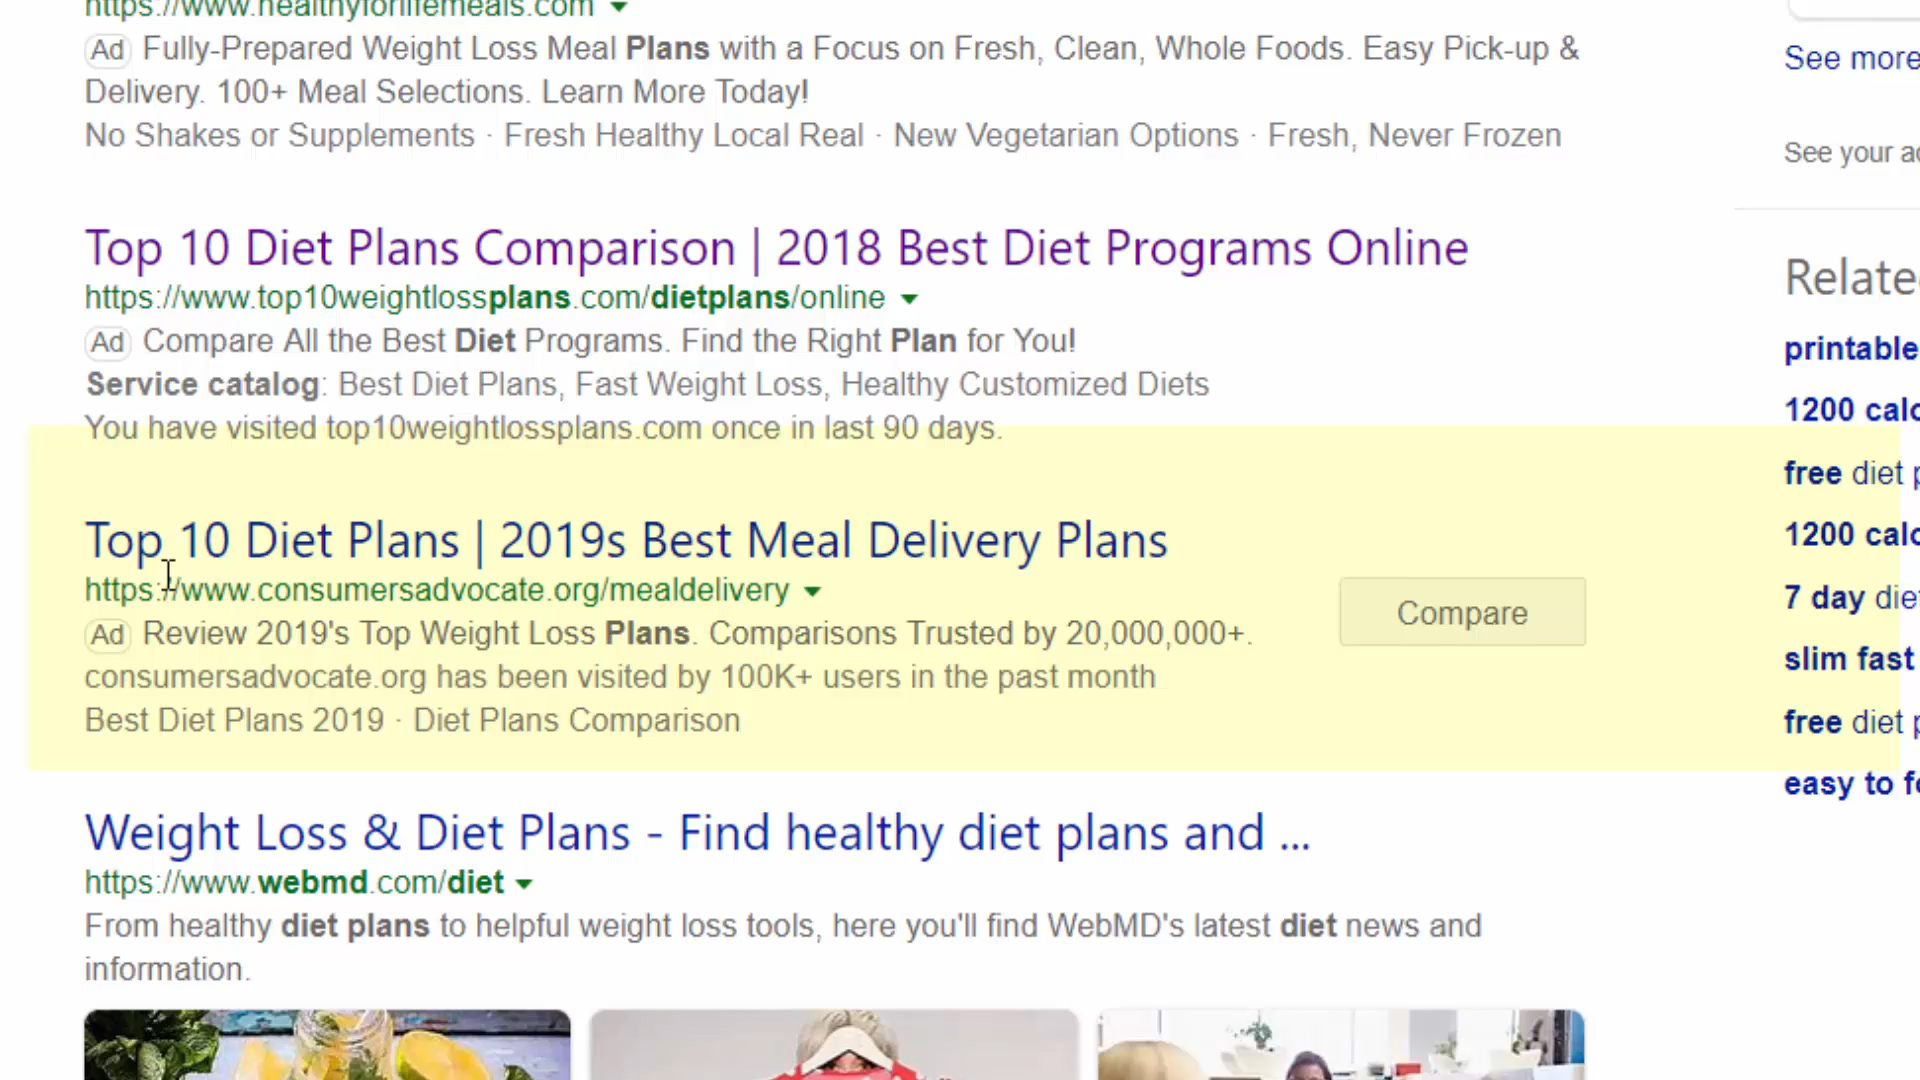 https://www.healthyforlifemeals.com
Ad Fully-Prepared Weight Loss Meal Plans with a Focus on Fresh, Clean, Whole Foods. Easy Pick-up &
Delivery. 100+ Meal Selections. Learn More Today!
No Shakes or Supplements · Fresh Healthy Local Real · New Vegetarian Options · Fresh, Never Frozen
Top 10 Diet Plans Comparison | 2018 Best Diet Programs Online
https://www.top10weightlossplans.com/dietplans/online
Ad Compare All the Best Diet Programs. Find the Right Plan for You!
Service catalog: Best Diet Plans, Fast Weight Loss, Healthy Customized Diets
You have visited top10weightlossplans.com once in last 90 days.
Top 10 Diet Plans | 2019s Best Meal Delivery Plans
https://www.consumersadvocate.org/mealdelivery
Ad Review 2019's Top Weight Loss Plans. Comparisons Trusted by 20,000,000+.
consumersadvocate.org has been visited by 100K+ users in the past month
Best Diet Plans 2019 · Diet Plans Comparison
Compare
Weight Loss & Diet Plans - Find healthy diet plans and ...
https://www.webmd.com/diet
From healthy diet plans to helpful weight loss tools, here you'll find WebMD's latest diet news and
information.
See more
See your
Relate
printable
1200
free diet
1200
7 day
slim fast
free diet
easy to